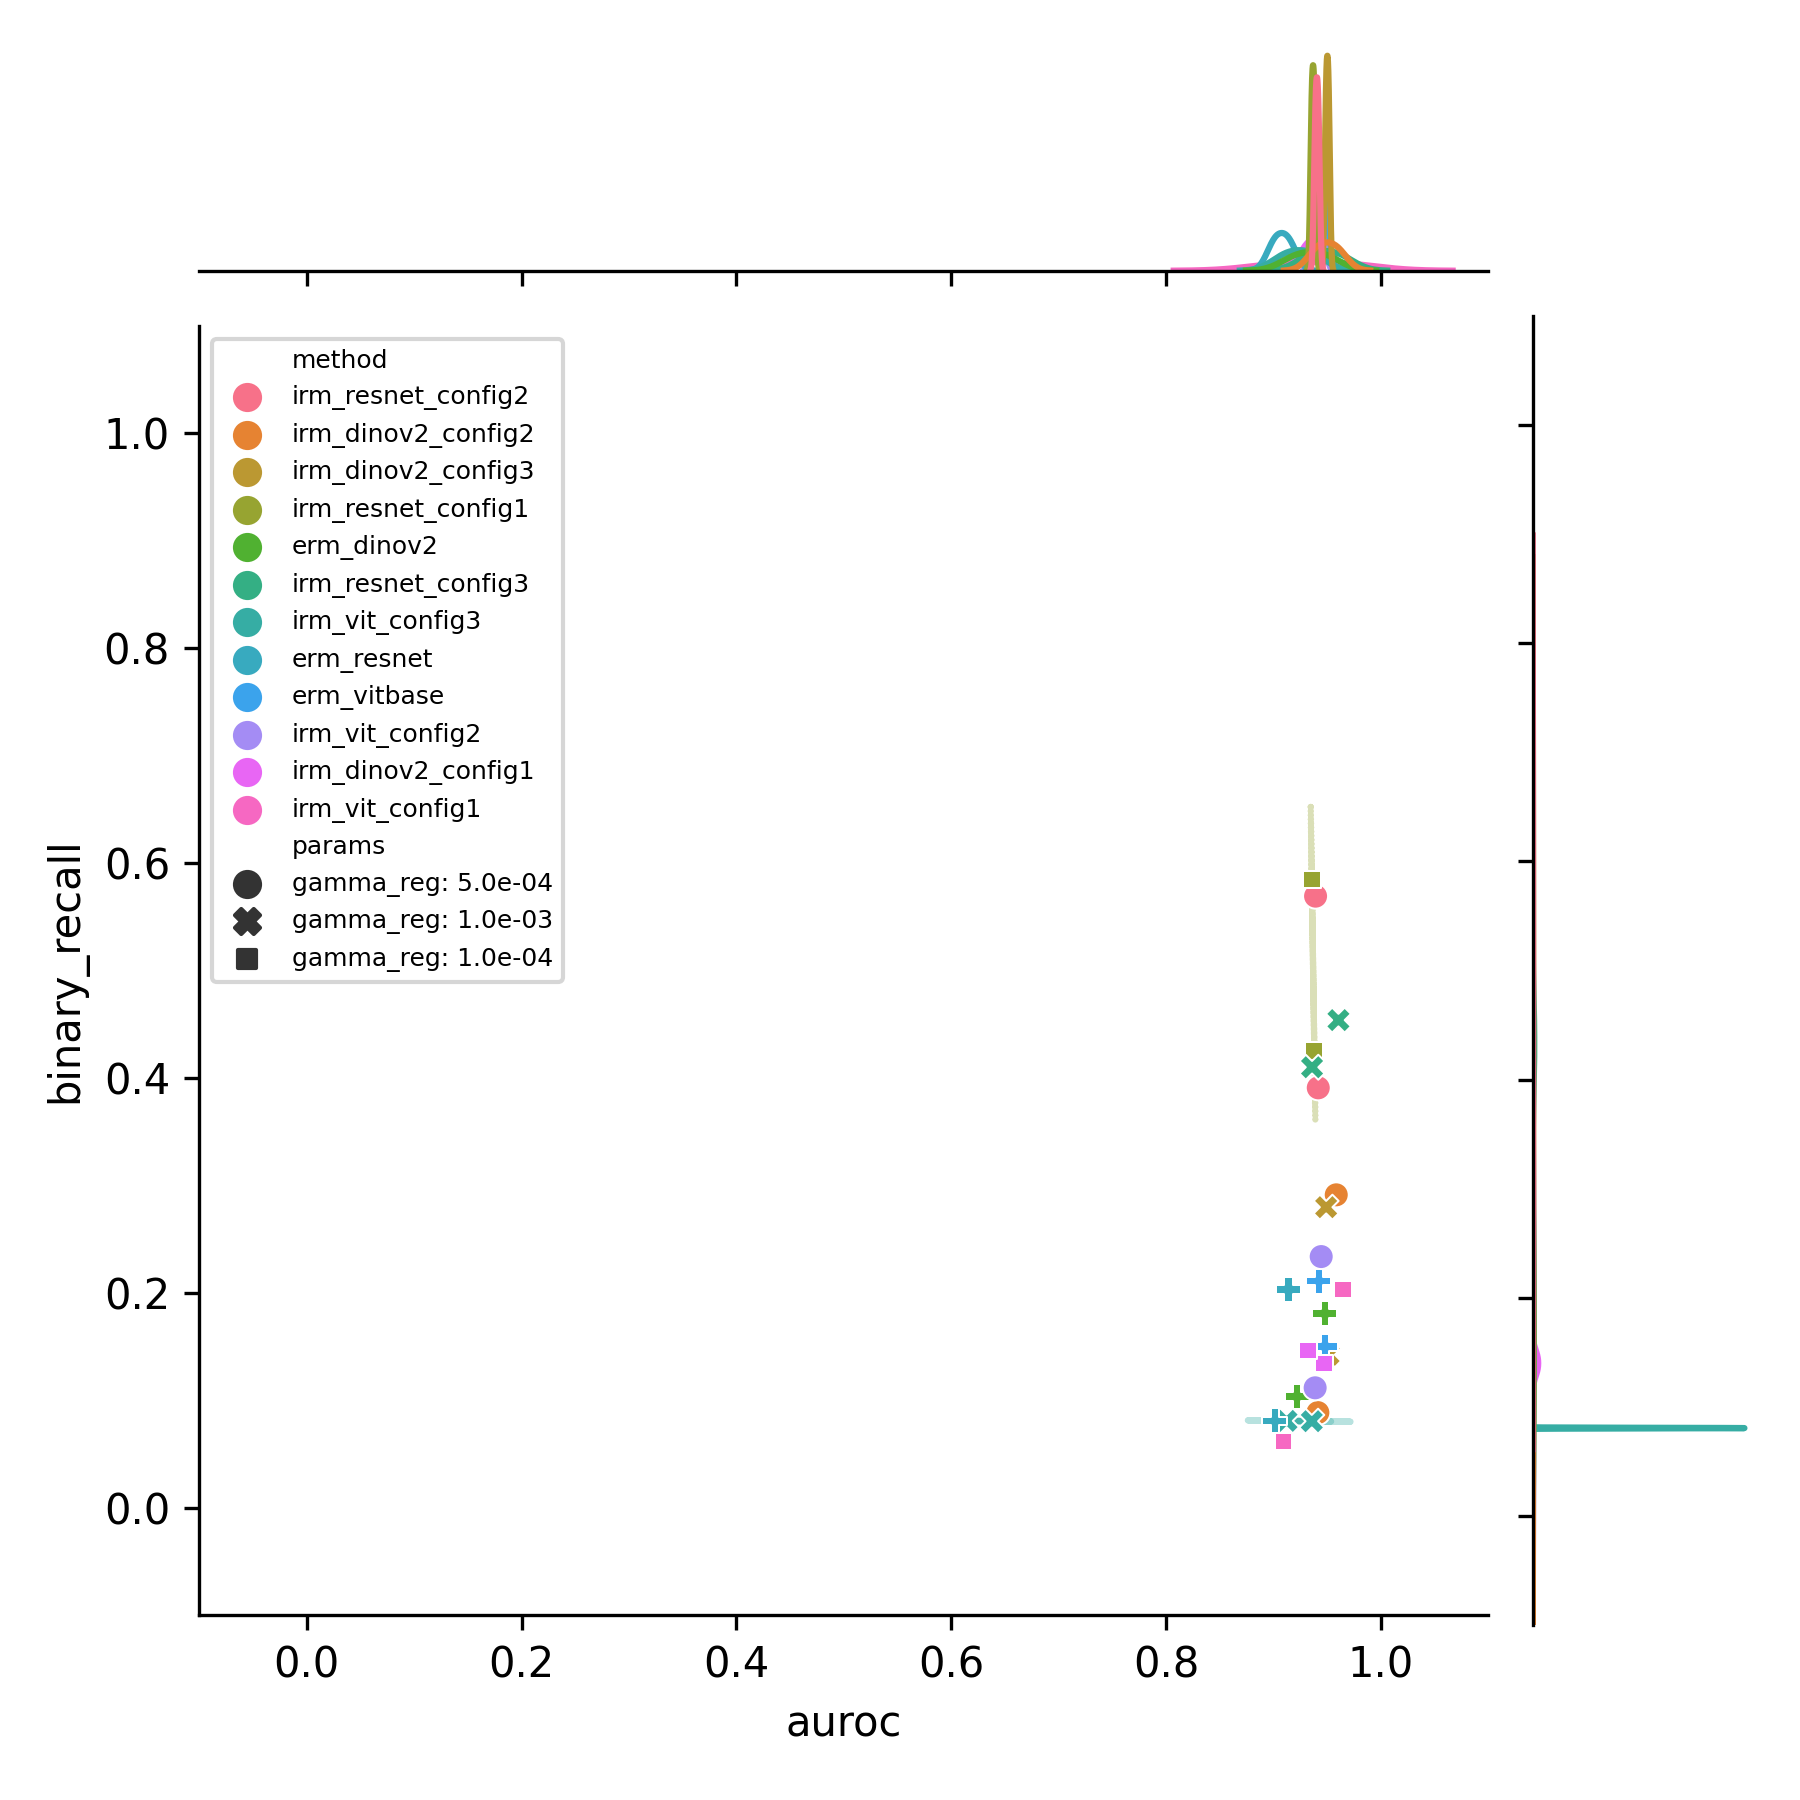 method
irm_resnet_config2
irm_dinov2_config2
irm_dinov2_config3
irm_resnet_config1
erm_dinov2
irm_resnet_config3
irm_vit_config3
erm_resnet
erm_vitbase
irm_vit_config2
irm_dinov2_config1
irm_vit_config1
params
gamma_reg: 5.0e-04
gamma_reg: 1.0e-03
gamma_reg: 1.0e-04
1.0
0.8
0.6
0.4
0.2
0.0
binary_recall
0.0 0.2 0.4 0.6 0.8 1.0
auroc